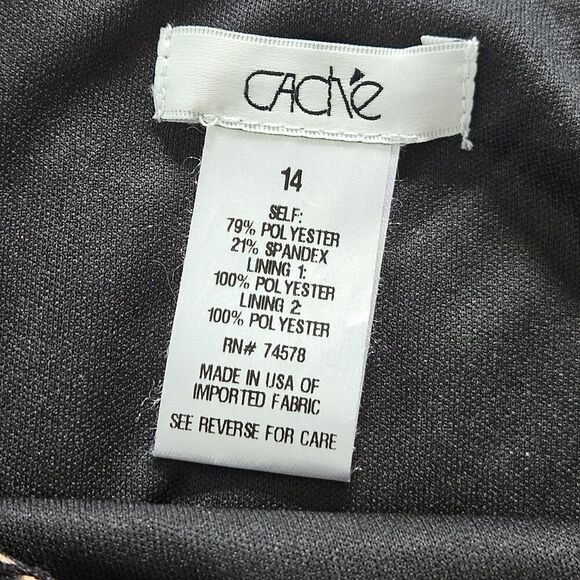 CAChé
14
SELF:
79% POLYESTER
21% SPANDEX
LINING 1:
100% POLYESTER
LINING 2:
100% POLYESTER
RN# 74578
MADE IN USA OF
IMPORTED FABRIC
SEE REVERSE FOR CARE